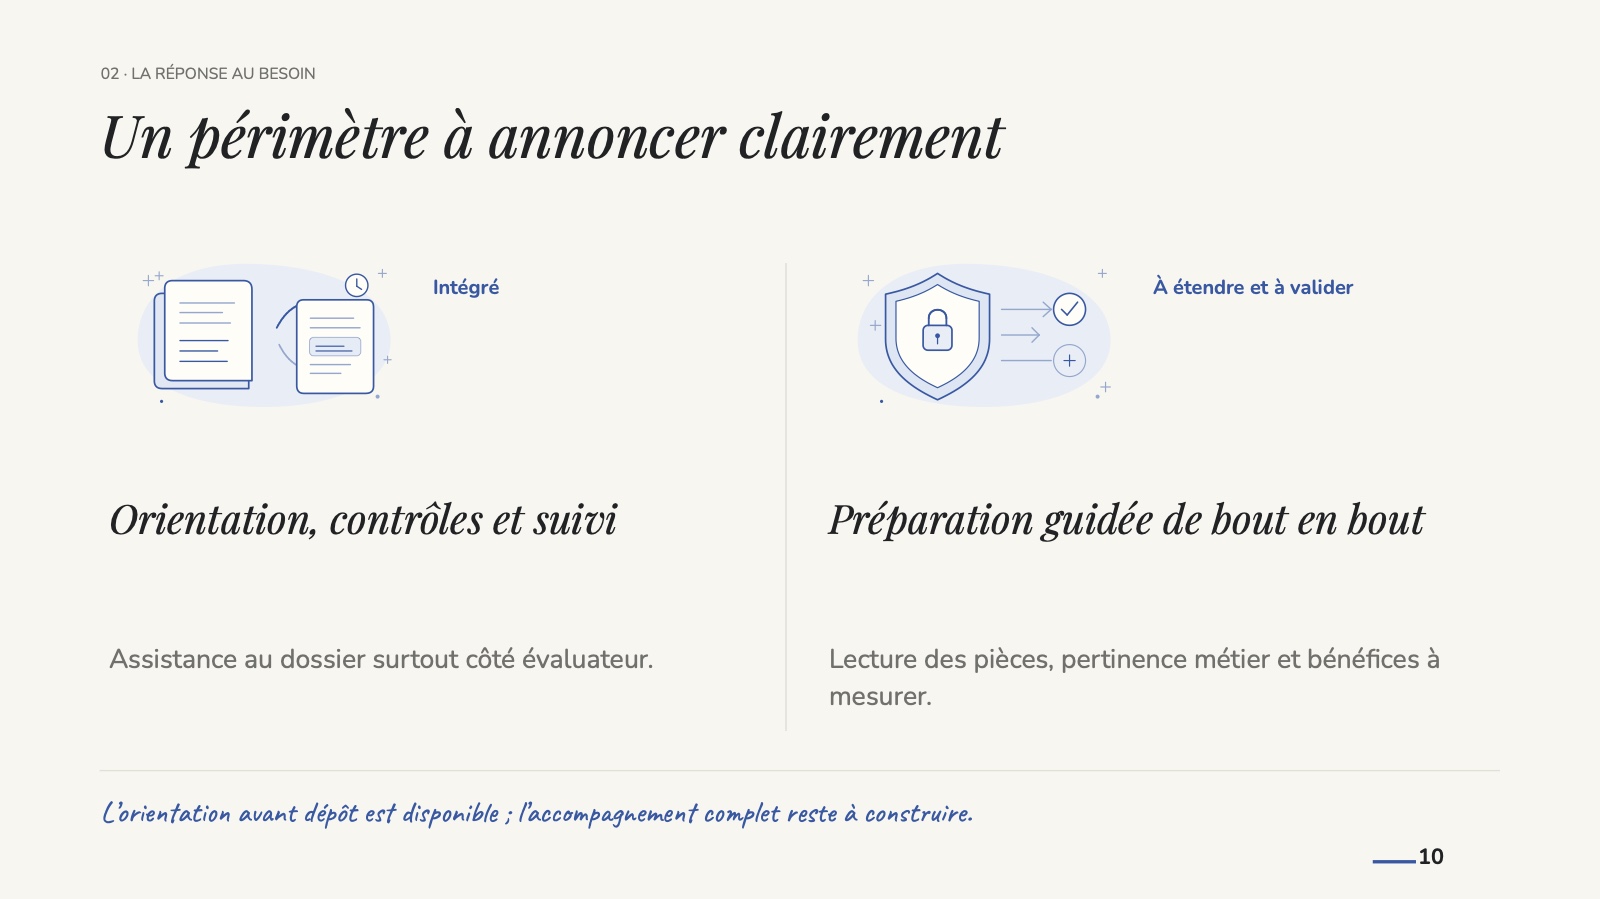 02 · LA RÉPONSE AU BESOIN
Un périmètre à annoncer clairement
Intégré
Orientation, contrôles et suivi
Assistance au dossier surtout côté évaluateur.
À étendre et à valider
Préparation guidée de bout en bout
Lecture des pièces, pertinence métier et bénéfices à
mesurer.
L’orientation avant dépôt est disponible ; l’accompagnement complet reste à construire.
10